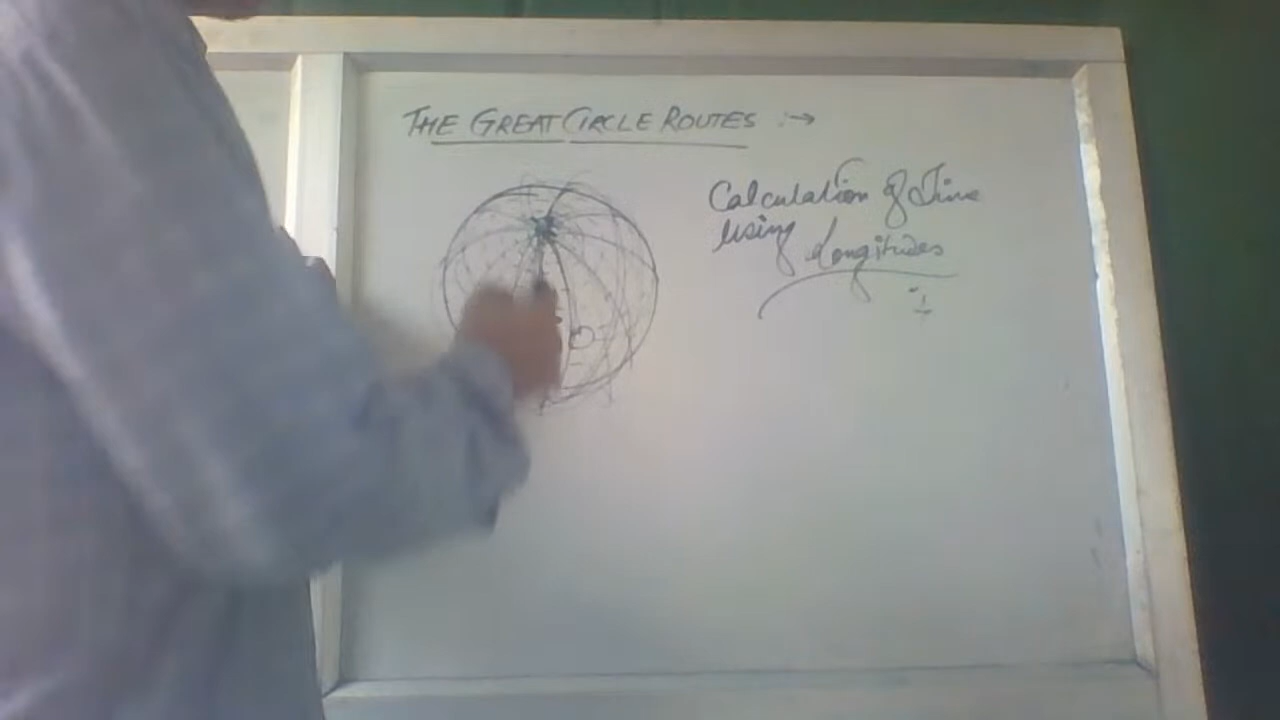 THE GREAT CIRCLE ROUTES :→
Calculation of Time
using
Longitudes